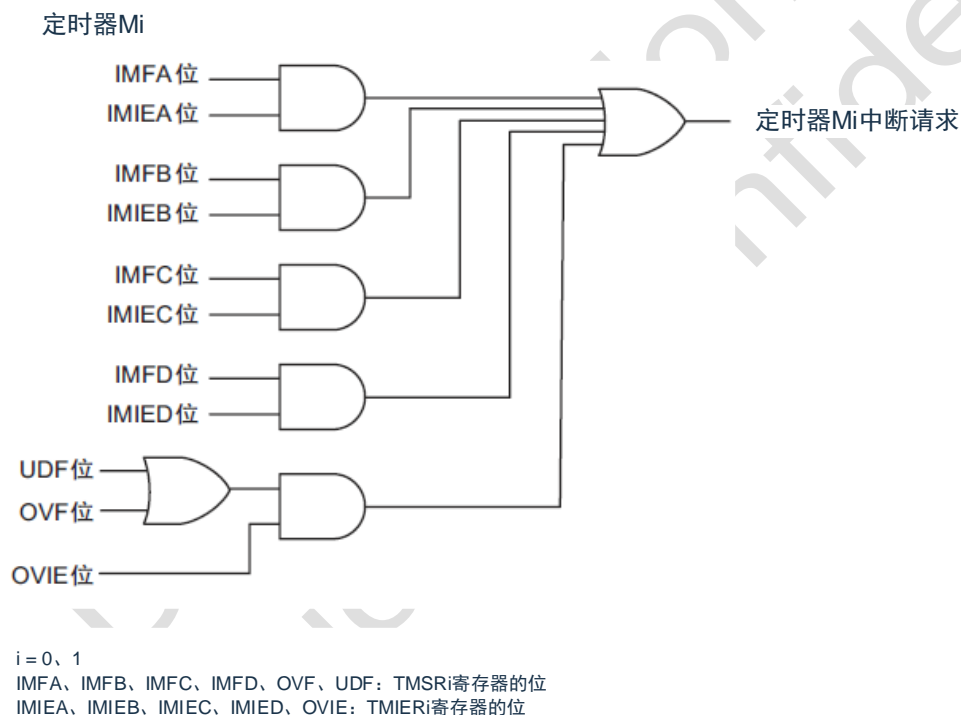 定时器Mi
IMFA位
IMIEA位
定时器Mi中断请求
IMFB位
IMIEB位
IMFC位
IMIEC位
IMFD位
IMIED位
UDF位
OVF位
OVIE位
i = 0、1
IMFA、IMFB、IMFC、IMFD、OVF、UDF：TMSRi寄存器的位
IMIEA、IMIEB、IMIEC、IMIED、OVIE：TMIERi寄存器的位